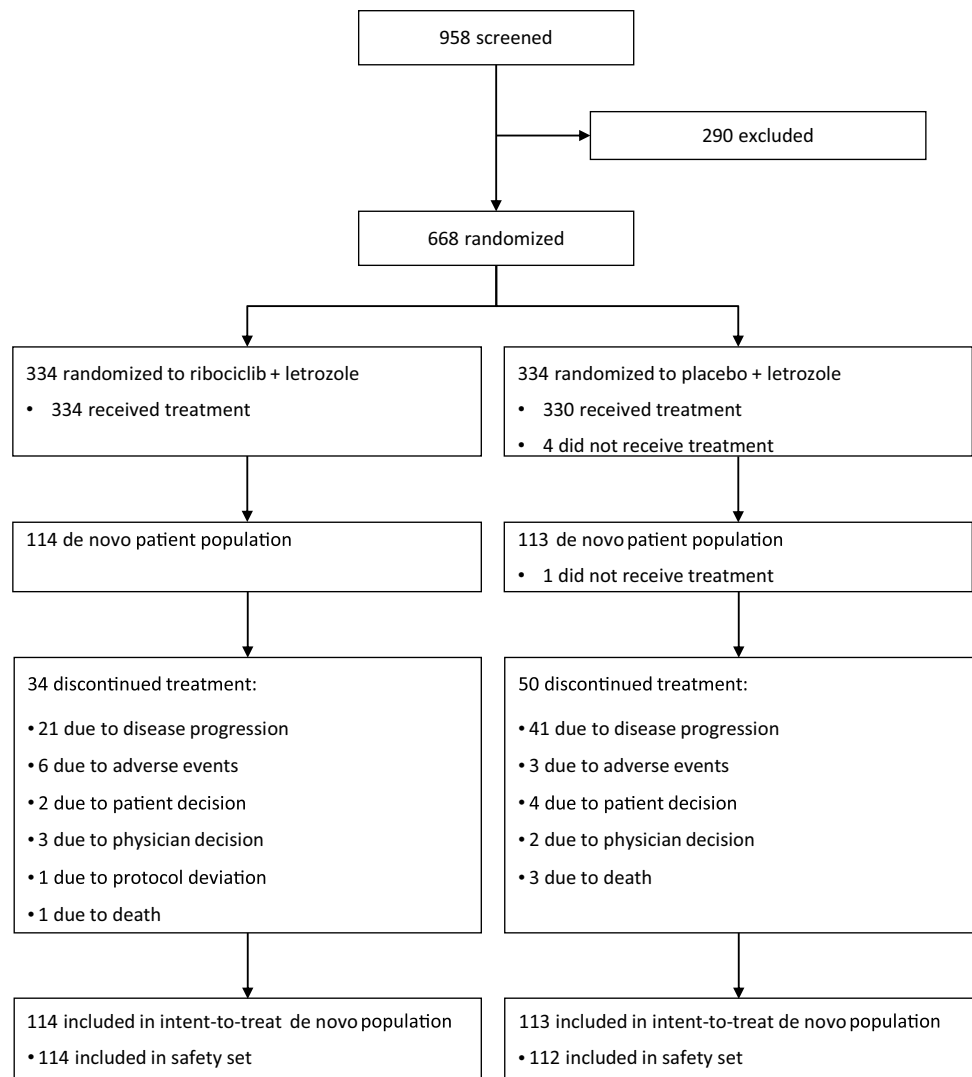 958 screened
290 excluded
668 randomized
334 randomized to ribociclib + letrozole
• 334 received treatment
334 randomized to placebo + letrozole
• 330 received treatment
• 4 did not receive treatment
114 de novo patient population
113 de novo patient population
• 1 did not receive treatment
34 discontinued treatment:
• 21 due to disease progression
• 6 due to adverse events
• 2 due to patient decision
• 3 due to physician decision
• 1 due to protocol deviation
• 1 due to death
50 discontinued treatment:
• 41 due to disease progression
• 3 due to adverse events
• 4 due to patient decision
• 2 due to physician decision
• 3 due to death
114 included in intent-to-treat de novo population
• 114 included in safety set
113 included in intent-to-treat de novo population
• 112 included in safety set